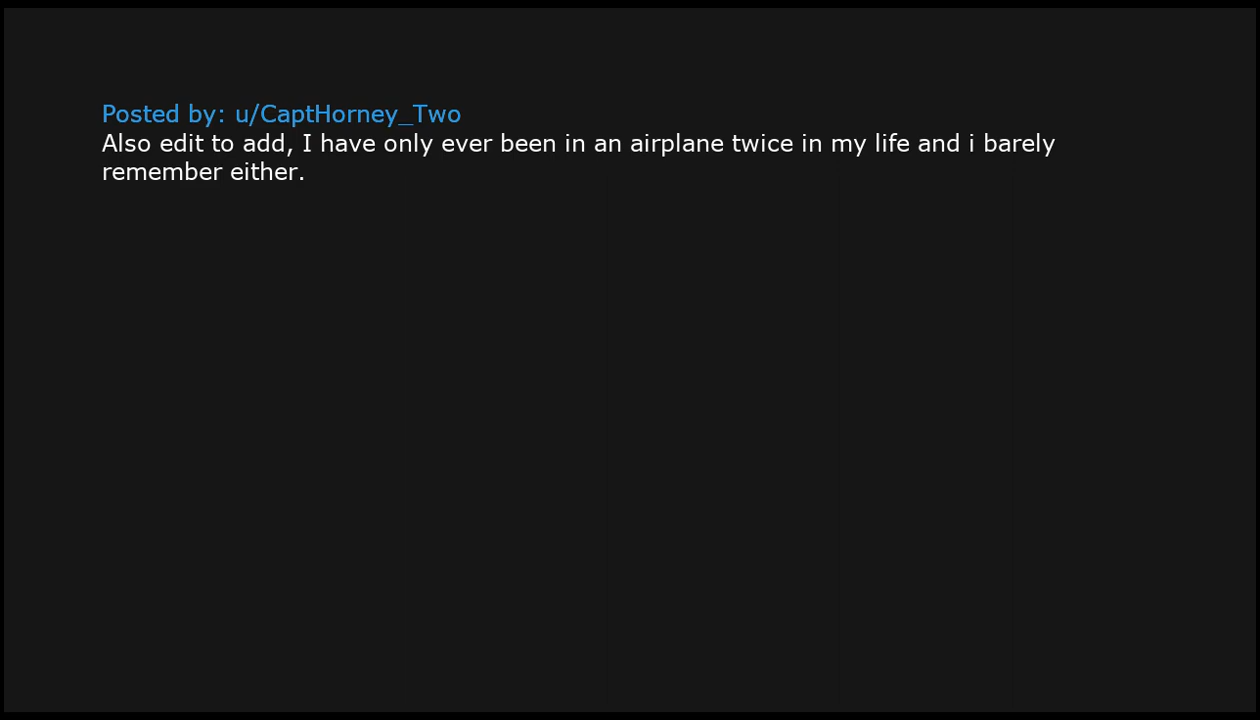 Posted by: u/CaptHorney_Two
Also edit to add, I have only ever been in an airplane twice in my life and i barely
remember either.